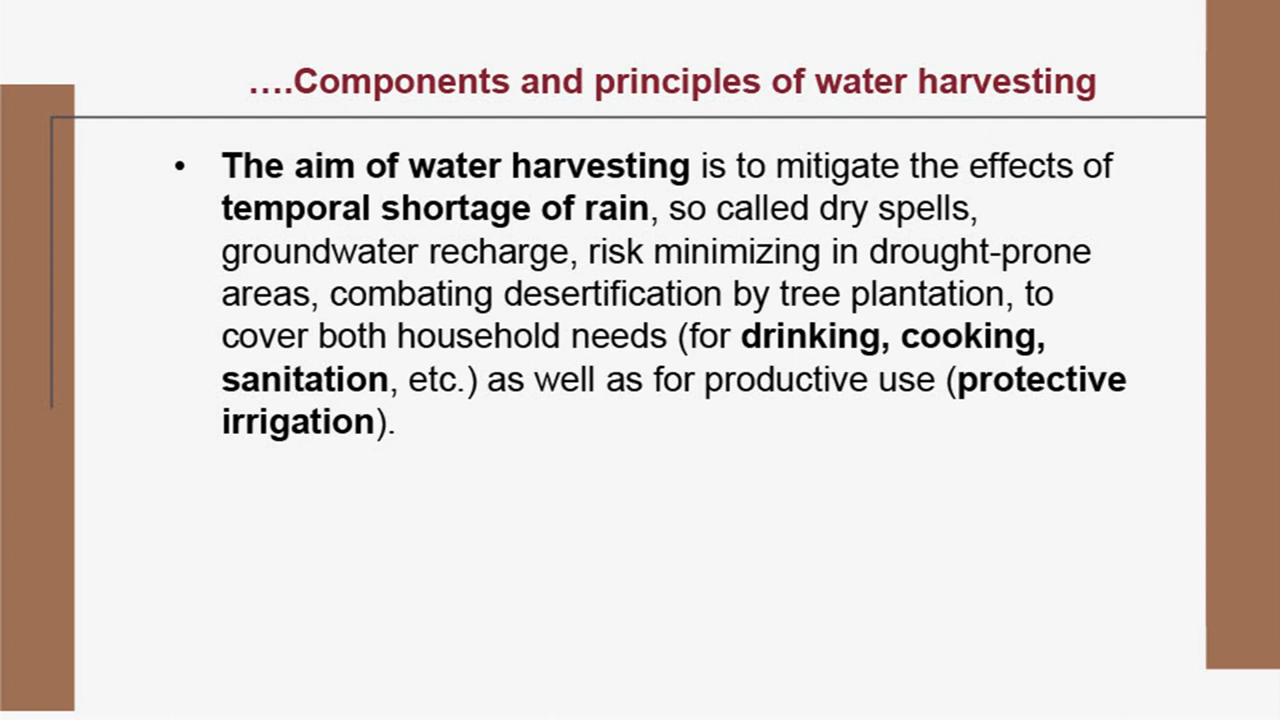 ....Components and principles of water harvesting
• The aim of water harvesting is to mitigate the effects of
temporal shortage of rain, so called dry spells,
groundwater recharge, risk minimizing in drought-prone
areas, combating desertification by tree plantation, to
cover both household needs (for drinking, cooking,
sanitation, etc.) as well as for productive use (protective
irrigation).